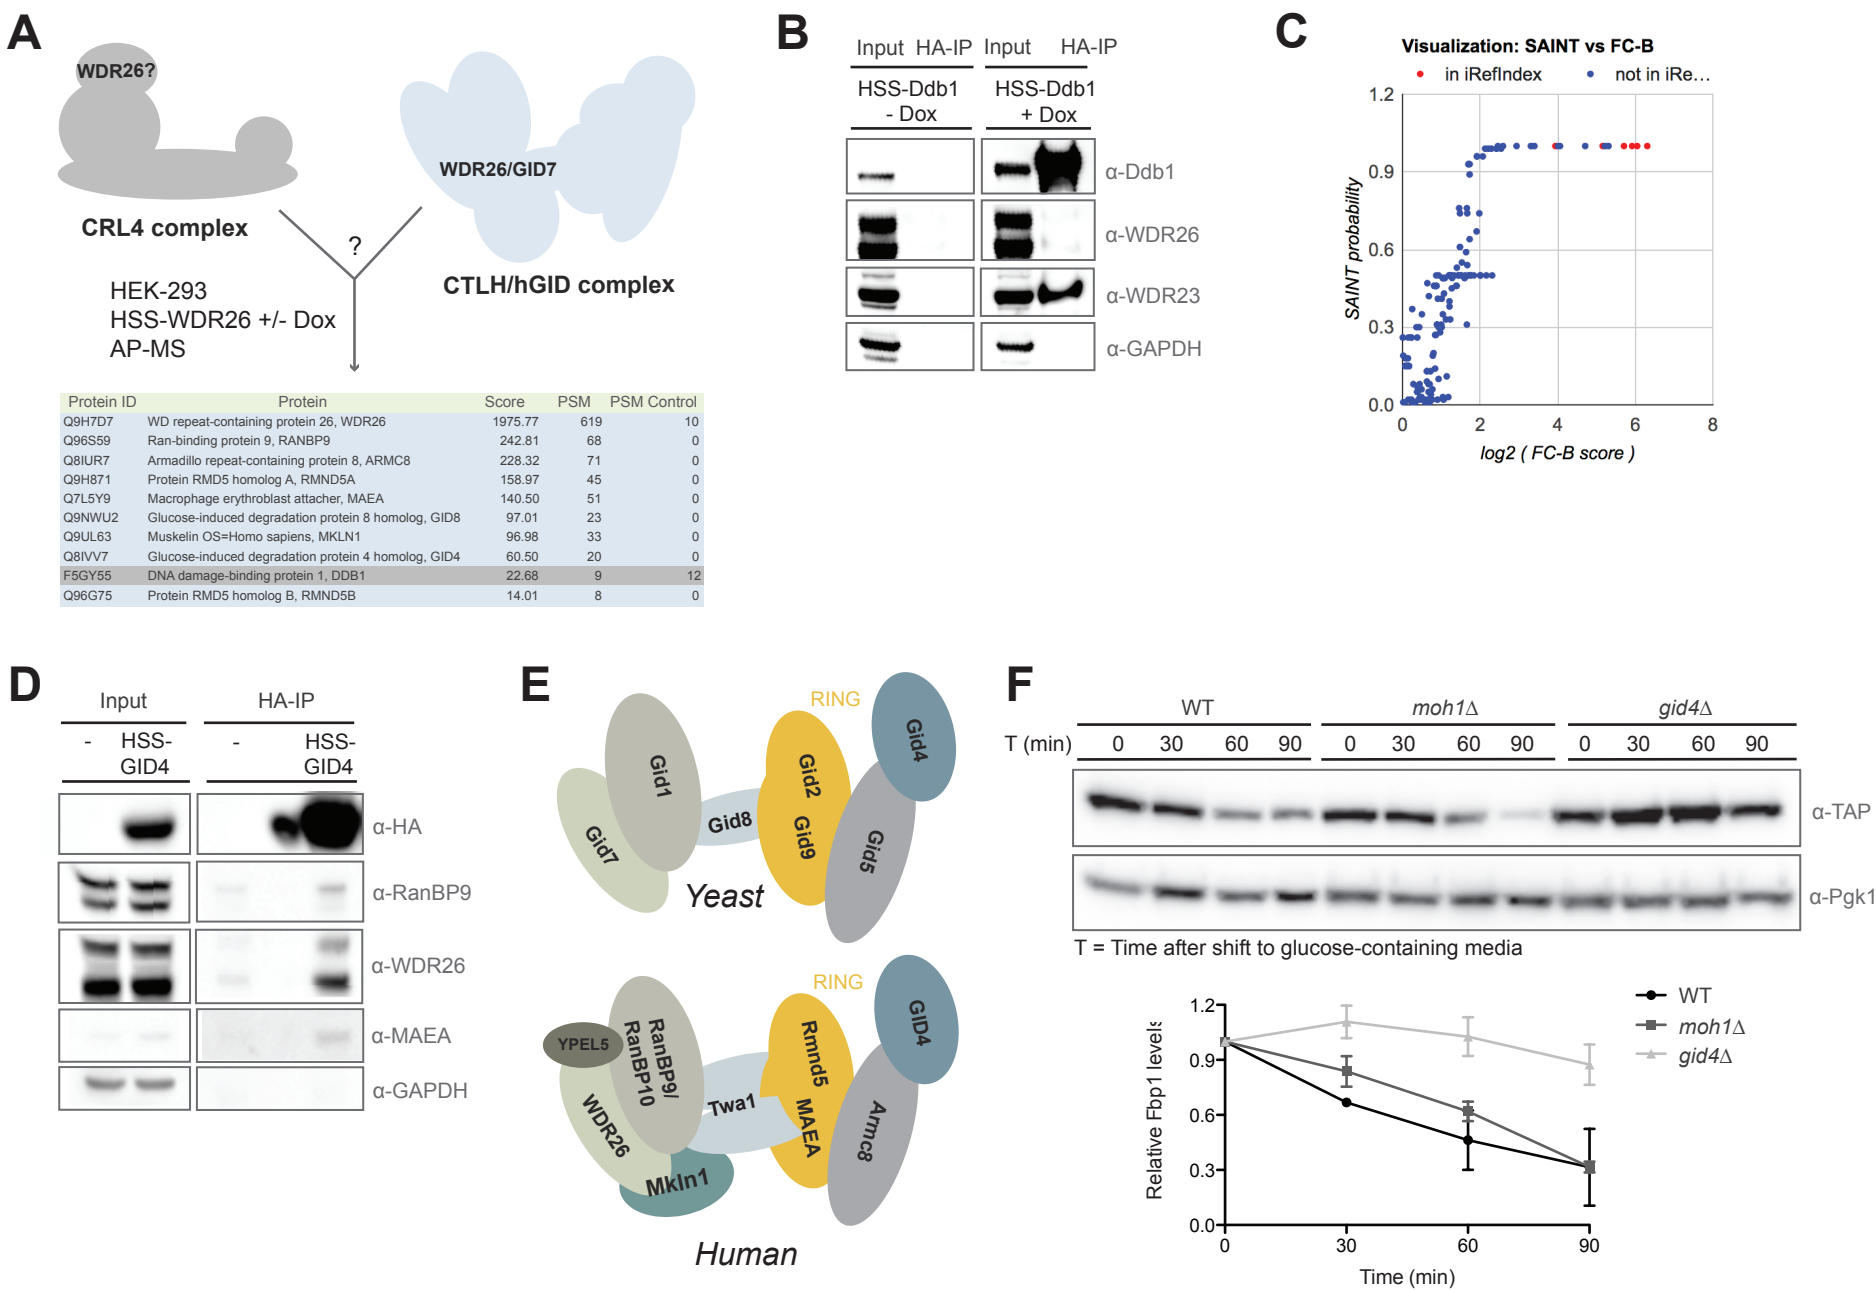 A
WDR26?
WDR26/GID7
CRL4 complex
?
CTLH/hGID complex
HEK-293
HSS-WDR26 +/- Dox
AP-MS
Protein ID Protein Score PSM PSM Control
Q9H7D7 WD repeat-containing protein 26, WDR26 1975.77 619 10
Q96S59 Ran-binding protein 9, RANBP9 242.81 68 0
Q8IUR7 Armadillo repeat-containing protein 8, ARMC8 228.32 71 0
Q9H871 Protein RMD5 homolog A, RMND5A 158.97 45 0
Q7L5Y9 Macrophage erythroblast attacher, MAEA 140.50 51 0
Q9NWU2 Glucose-induced degradation protein 8 homolog, GID8 97.01 23 0
Q9UL63 Muskelin OS=Homo sapiens, MKLN1 96.98 33 0
Q8IVV7 Glucose-induced degradation protein 4 homolog, GID4 60.50 20 0
F5GY55 DNA damage-binding protein 1, DDB1 22.68 9 12
Q96G75 Protein RMD5 homolog B, RMND5B 14.01 8 0
B
Input HA-IP Input HA-IP
HSS-Ddb1 HSS-Ddb1
- Dox + Dox
α-Ddb1
α-WDR26
α-WDR23
α-GAPDH
C
Visualization: SAINT vs FC-B
in iRefIndex not in iRe…
1.2
0.9
0.6
0.3
0.0
SAINT probability
0 2 4 6 8
log2 ( FC-B score )
D
Input HA-IP
- HSS-GID4 - HSS-GID4
α-HA
α-RanBP9
α-WDR26
α-MAEA
α-GAPDH
E
RING
Gid1
Gid7
Gid8
Gid2
Gid9
Gid4
Gid5
Yeast
RING
YPEL5
RanBP9/
RanBP10
WDR26
Mkln1
Twa1
Rmnd5
MAEA
GID4
Armc8
Human
F
WT moh1Δ gid4Δ
T (min) 0 30 60 90 0 30 60 90 0 30 60 90
α-TAP
α-Pgk1
T = Time after shift to glucose-containing media
WT
moh1Δ
gid4Δ
1.2
0.9
0.6
0.3
0.0
Relative Fbp1 levels
0 30 60 90
Time (min)